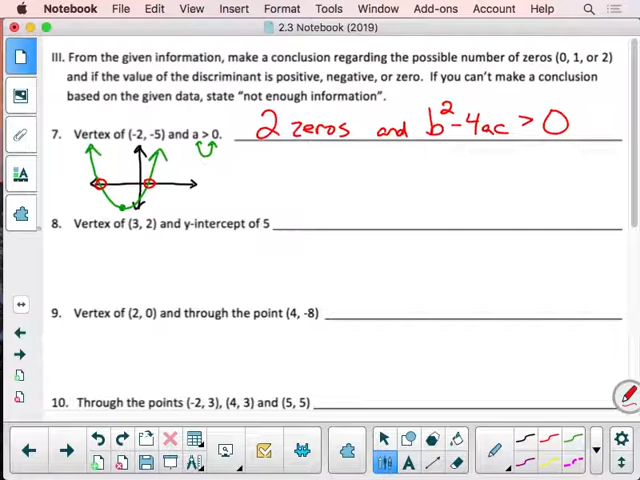 Notebook File Edit View Insert Format Tools Window Add-ons Account Help
2.3 Notebook (2019)
III. From the given information, make a conclusion regarding the possible number of zeros (0, 1, or 2)
and if the value of the discriminant is positive, negative, or zero. If you can't make a conclusion
based on the given data, state "not enough information".
7. Vertex of (-2, -5) and a > 0. 2 zeros and b²-4ac > 0
8. Vertex of (3, 2) and y-intercept of 5
9. Vertex of (2, 0) and through the point (4, -8)
10. Through the points (-2, 3), (4, 3) and (5, 5)